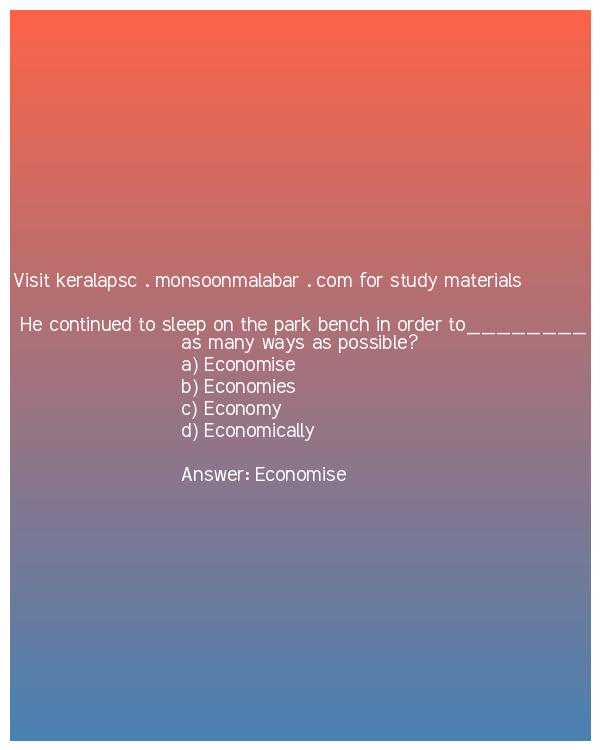 Visit keralapsc . monsoonmalabar . com for study materials
He continued to sleep on the park bench in order to________
as many ways as possible?
a) Economise
b) Economies
c) Economy
d) Economically
Answer: Economise